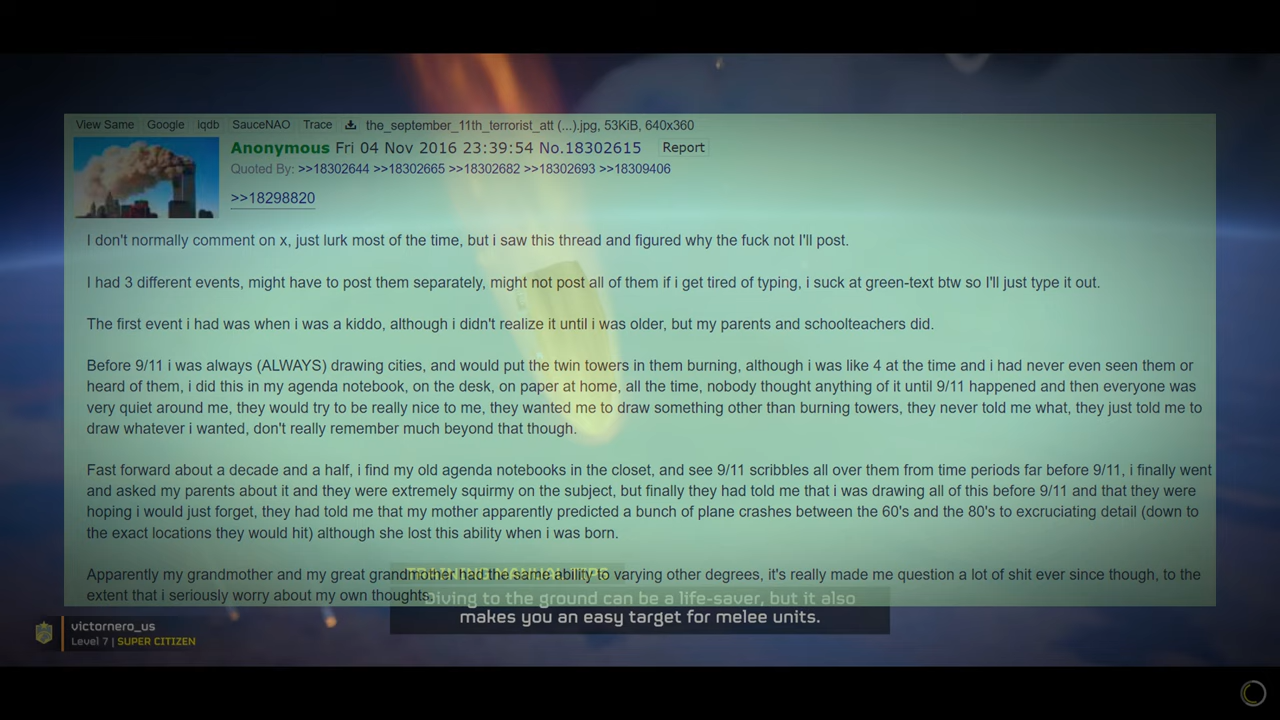 View Same Google iqdb SauceNAO Trace the_september_11th_terrorist_att (...).jpg, 53KiB, 640x360
Anonymous Fri 04 Nov 2016 23:39:54 No.18302615 Report
Quoted By: >>18302644 >>18302665 >>18302682 >>18302693 >>18309406
>>18298820
I don't normally comment on x, just lurk most of the time, but i saw this thread and figured why the fuck not I'll post.
I had 3 different events, might have to post them separately, might not post all of them if i get tired of typing, i suck at green-text btw so I'll just type it out.
The first event i had was when i was a kiddo, although i didn't realize it until i was older, but my parents and schoolteachers did.
Before 9/11 i was always (ALWAYS) drawing cities, and would put the twin towers in them burning, although i was like 4 at the time and i had never even seen them or
heard of them, i did this in my agenda notebook, on the desk, on paper at home, all the time, nobody thought anything of it until 9/11 happened and then everyone was
very quiet around me, they would try to be really nice to me, they wanted me to draw something other than burning towers, they never told me what, they just told me to
draw whatever i wanted, don't really remember much beyond that though.
Fast forward about a decade and a half, i find my old agenda notebooks in the closet, and see 9/11 scribbles all over them from time periods far before 9/11, i finally went
and asked my parents about it and they were extremely squirmy on the subject, but finally they had told me that i was drawing all of this before 9/11 and that they were
hoping i would just forget, they had told me that my mother apparently predicted a bunch of plane crashes between the 60's and the 80's to excruciating detail (down to
the exact locations they would hit) although she lost this ability when i was born.
Apparently my grandmother and my great grandmother had the same ability to varying other degrees, it's really made me question a lot of shit ever since though, to the
extent that i seriously worry about my own thoughts.
TRAINING MANUAL TIPS
Diving to the ground can be a life-saver, but it also
makes you an easy target for melee units.
victornero_us
Level 7 | SUPER CITIZEN